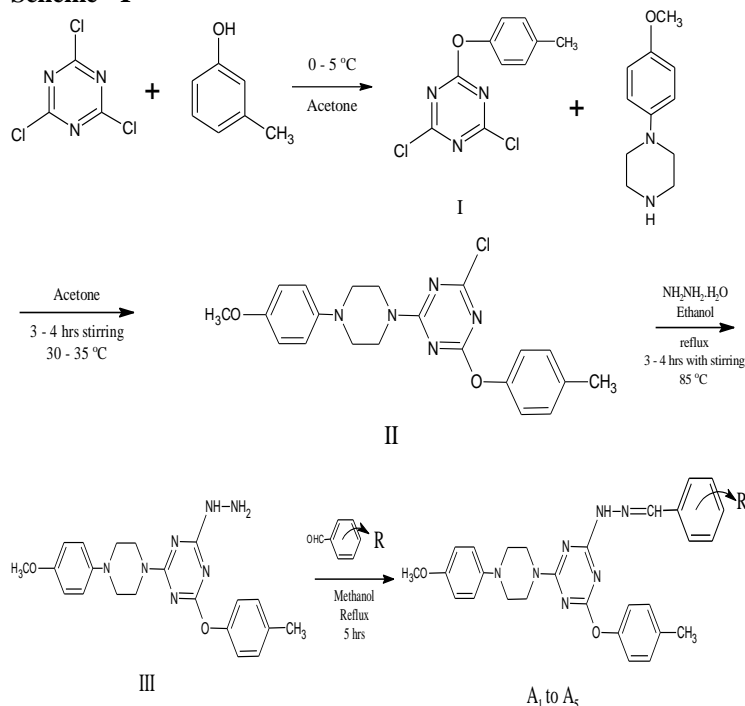 Scheme - 1
Cl
N
N
Cl
N
Cl
+
OH
CH3
0 - 5 °C
Acetone
O
CH3
N
N
Cl
N
Cl
I
+
OCH3
N
N
H
Acetone
3 - 4 hrs stirring
30 - 35 °C
H3CO
N
N
N
N
N
Cl
O
CH3
II
NH2NH2.H2O
Ethanol
reflux
3 - 4 hrs with stirring
85 °C
NH-NH2
H3CO
N
N
N
N
N
O
CH3
III
OHC
R
Methanol
Reflux
5 hrs
HN-N=CH
R
H3CO
N
N
N
N
N
O
CH3
A1 to A5